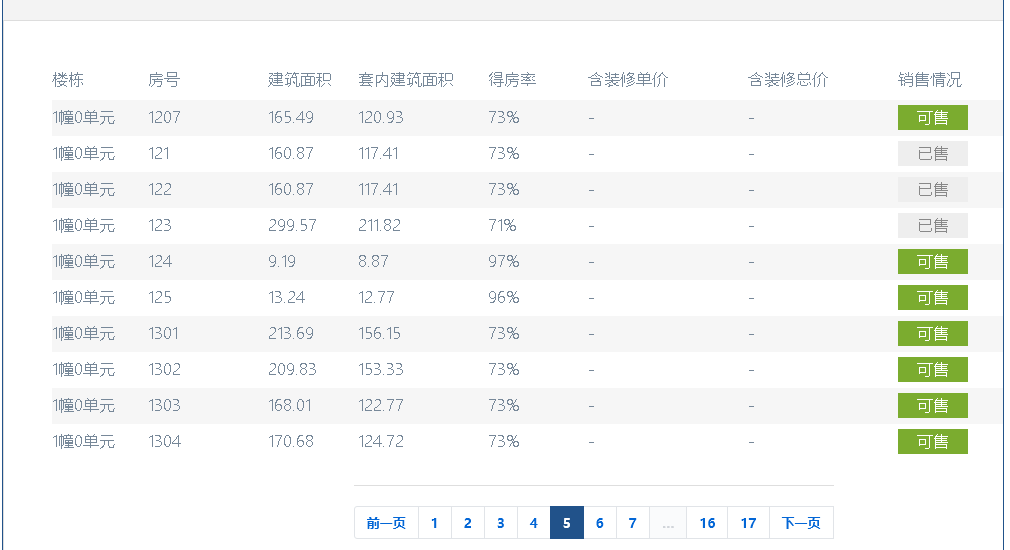 楼栋 房号 建筑面积 套内建筑面积 得房率 含装修单价 含装修总价 销售情况
1幢0单元 1207 165.49 120.93 73% - - 可售
1幢0单元 121 160.87 117.41 73% - - 已售
1幢0单元 122 160.87 117.41 73% - - 已售
1幢0单元 123 299.57 211.82 71% - - 已售
1幢0单元 124 9.19 8.87 97% - - 可售
1幢0单元 125 13.24 12.77 96% - - 可售
1幢0单元 1301 213.69 156.15 73% - - 可售
1幢0单元 1302 209.83 153.33 73% - - 可售
1幢0单元 1303 168.01 122.77 73% - - 可售
1幢0单元 1304 170.68 124.72 73% - - 可售
前一页 1 2 3 4 5 6 7 ... 16 17 下一页